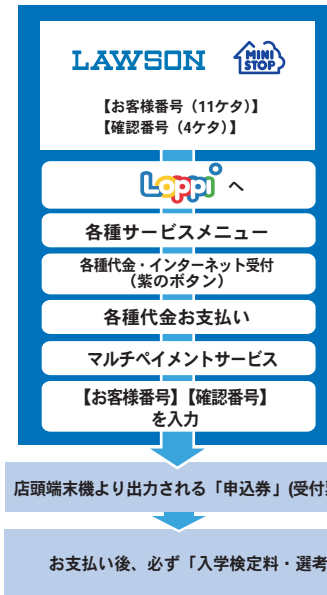 LAWSON
MINI
STOP
【お客様番号（11ケタ）】
【確認番号（4ケタ）】
Loppi へ
各種サービスメニュー
各種代金・インターネット受付
（紫のボタン）
各種代金お支払い
マルチペイメントサービス
【お客様番号】【確認番号】
を入力
店頭端末機より出力される「申込券」(受付
お支払い後、必ず「入学検定料・選考